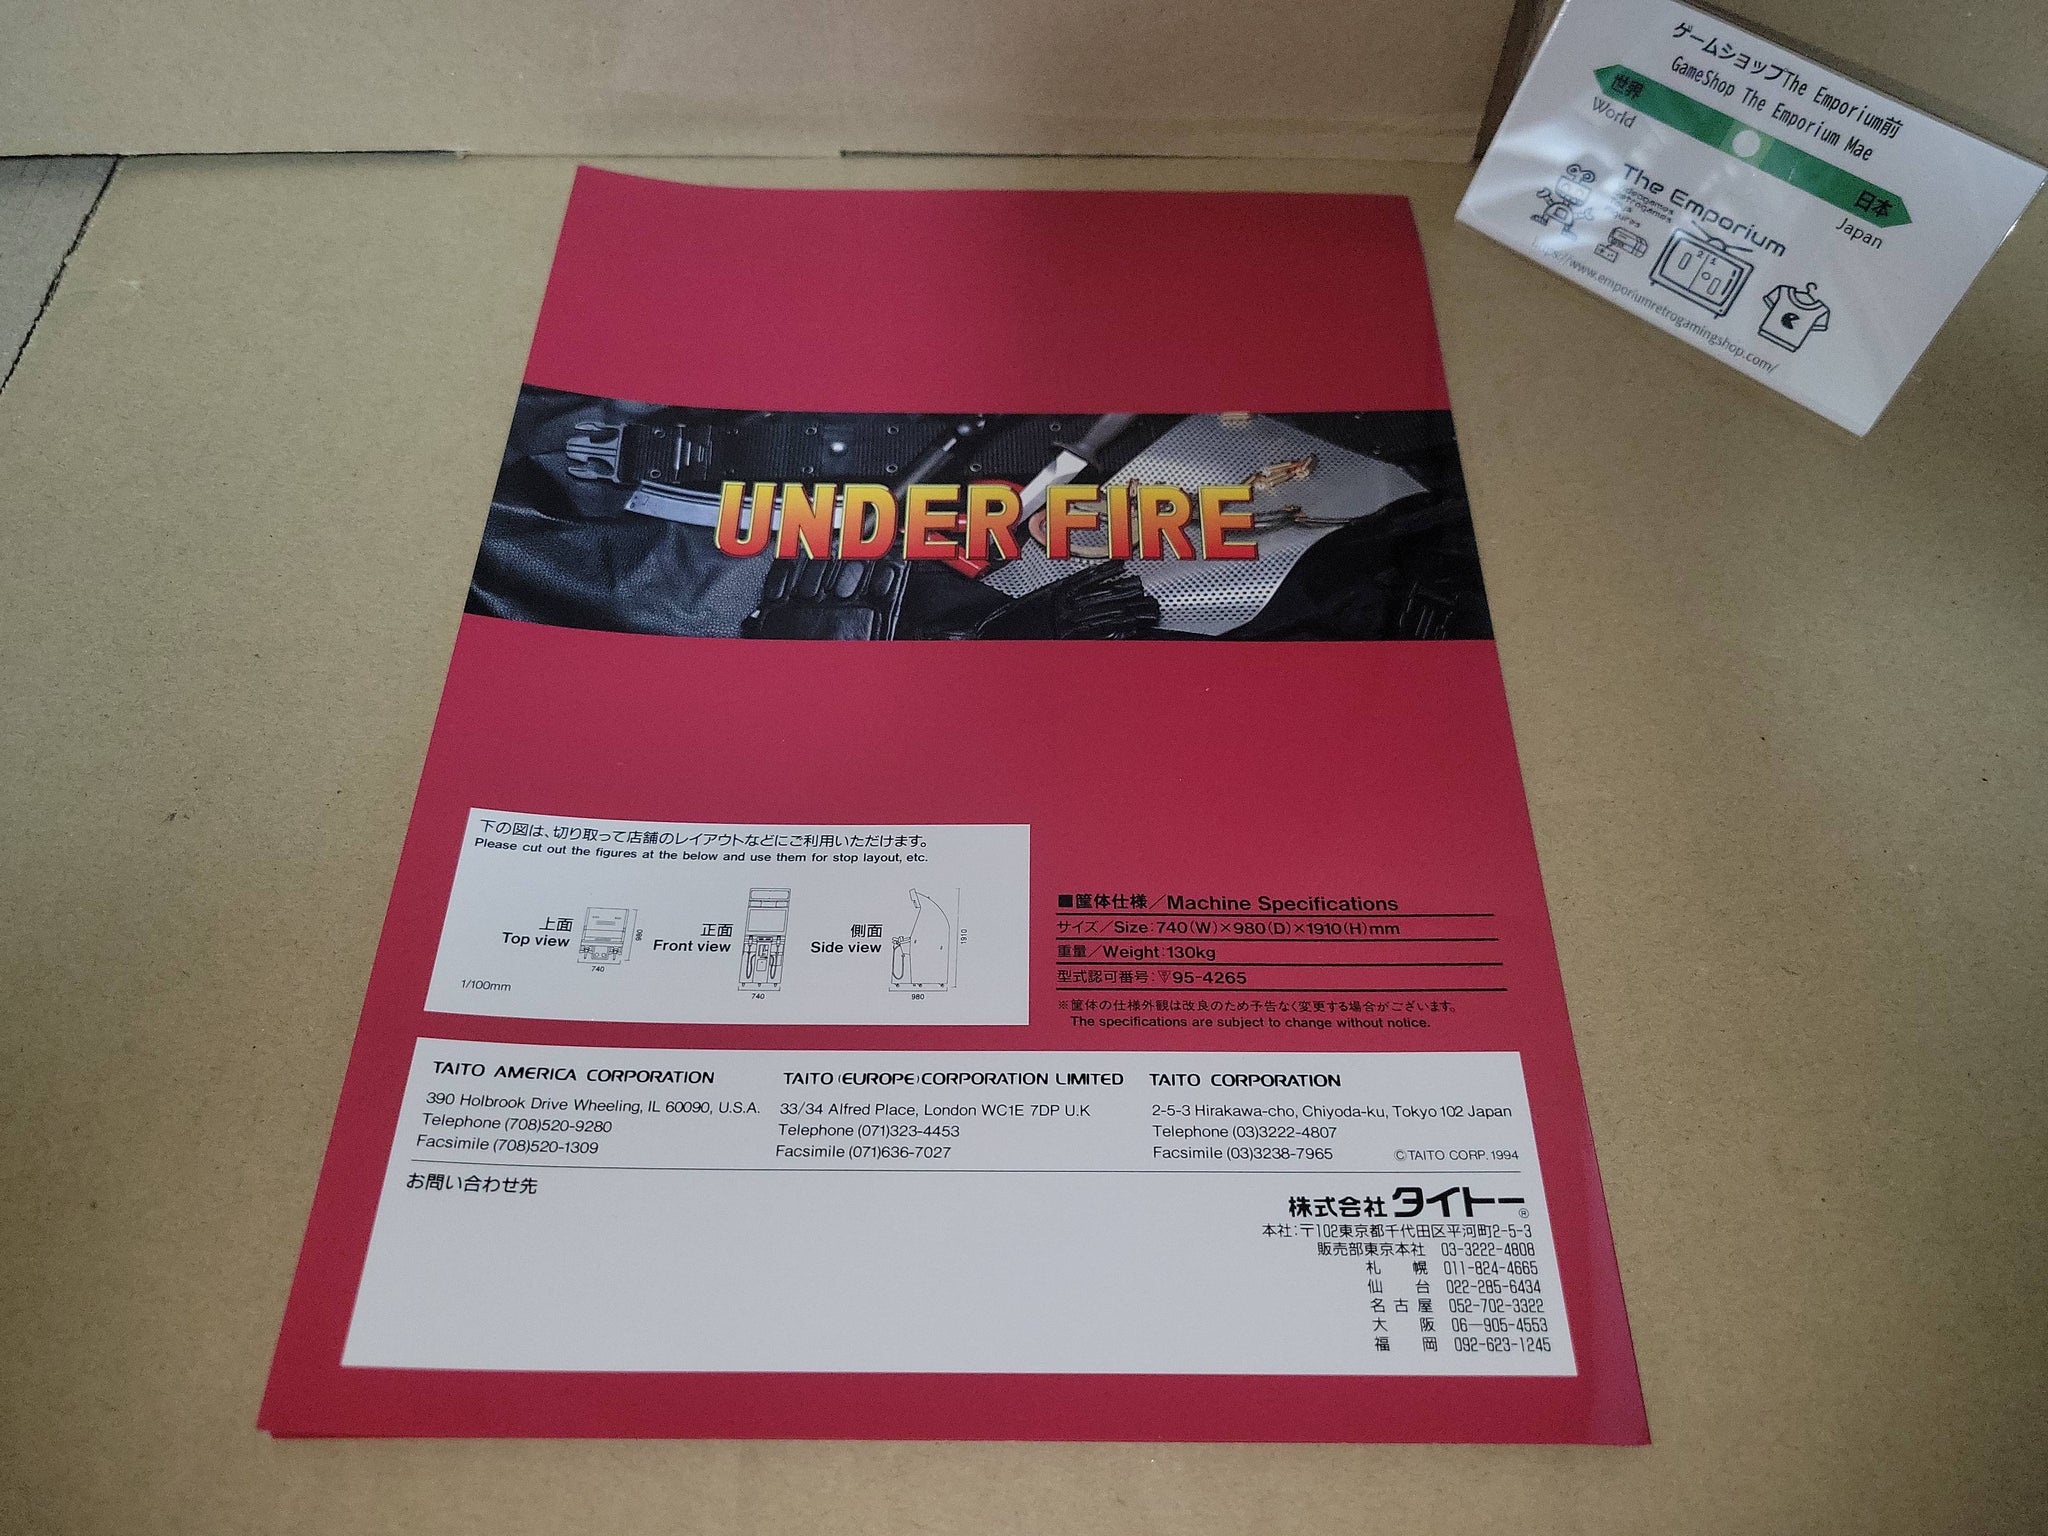 ゲームショップThe Emporium前
GameShop The Emporium Mae
世界
World
日本
Japan
The Emporium
www.emporiumretrogamingshop.com/
UNDER FIRE
下の図は、切り取って店舗のレイアウトなどにご利用いただけます。
Please cut out the figures at the below and use them for stop layout, etc.
上面
Top view
980
740
正面
Front view
740
側面
Side view
1910
980
1/100mm
■筐体仕様／Machine Specifications
サイズ／Size:740(W)×980(D)×1910(H)mm
重量／Weight:130kg
型式認可番号:95-4265
※筐体の仕様外観は改良のため予告なく変更する場合がございます。
The specifications are subject to change without notice.
TAITO AMERICA CORPORATION
390 Holbrook Drive Wheeling, IL 60090, U.S.A.
Telephone (708)520-9280
Facsimile (708)520-1309
TAITO (EUROPE) CORPORATION LIMITED
33/34 Alfred Place, London WC1E 7DP U.K
Telephone (071)323-4453
Facsimile (071)636-7027
TAITO CORPORATION
2-5-3 Hirakawa-cho, Chiyoda-ku, Tokyo 102 Japan
Telephone (03)3222-4807
Facsimile (03)3238-7965
©TAITO CORP. 1994
お問い合わせ先
株式会社 タイトー®
本社:〒102東京都千代田区平河町2-5-3
販売部東京本社 03-3222-4808
札幌 011-824-4665
仙台 022-285-6434
名古屋 052-702-3322
大阪 06-905-4553
福岡 092-623-1245